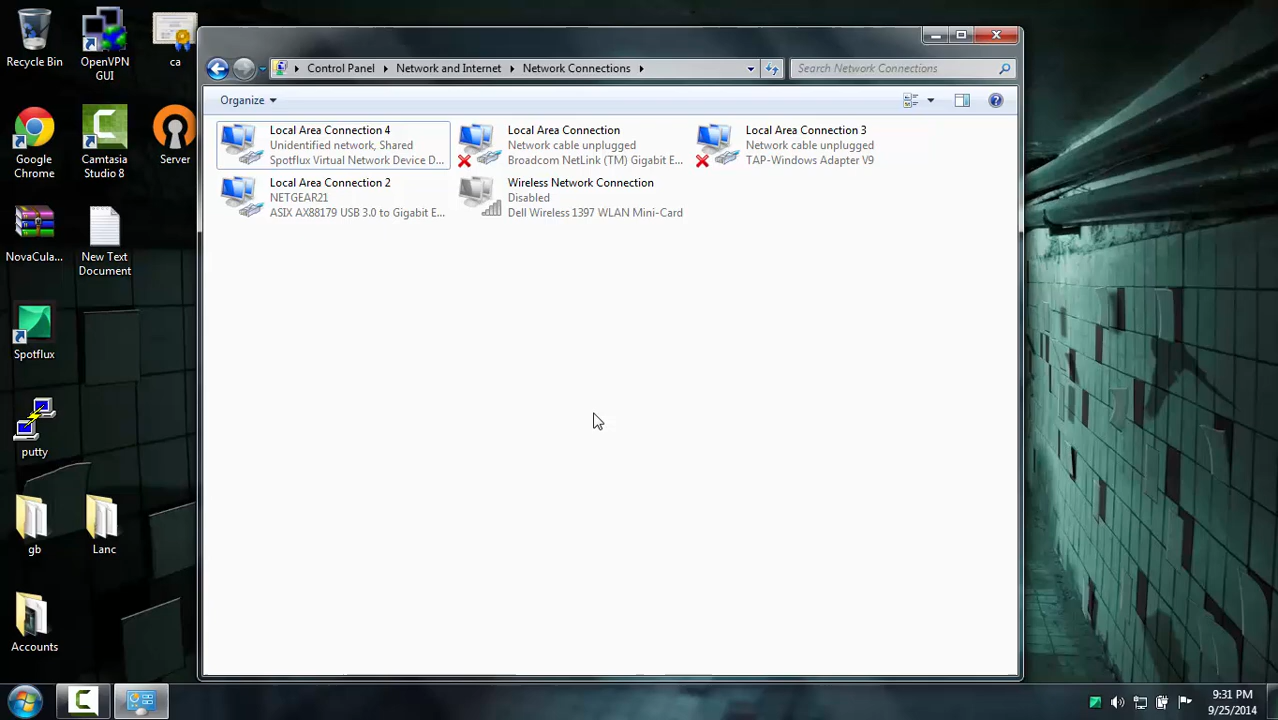 Recycle Bin
OpenVPN
GUI
ca
Google
Chrome
Camtasia
Studio 8
Server
NovaCula...
New Text
Document
Spotflux
putty
gb
Lanc
Accounts
Control Panel
Network and Internet
Network Connections
Search Network Connections
Organize
Local Area Connection 4
Unidentified network, Shared
Spotflux Virtual Network Device D...
Local Area Connection
Network cable unplugged
Broadcom NetLink (TM) Gigabit E...
Local Area Connection 3
Network cable unplugged
TAP-Windows Adapter V9
Local Area Connection 2
NETGEAR21
ASIX AX88179 USB 3.0 to Gigabit E...
Wireless Network Connection
Disabled
Dell Wireless 1397 WLAN Mini-Card
9:31 PM
9/25/2014